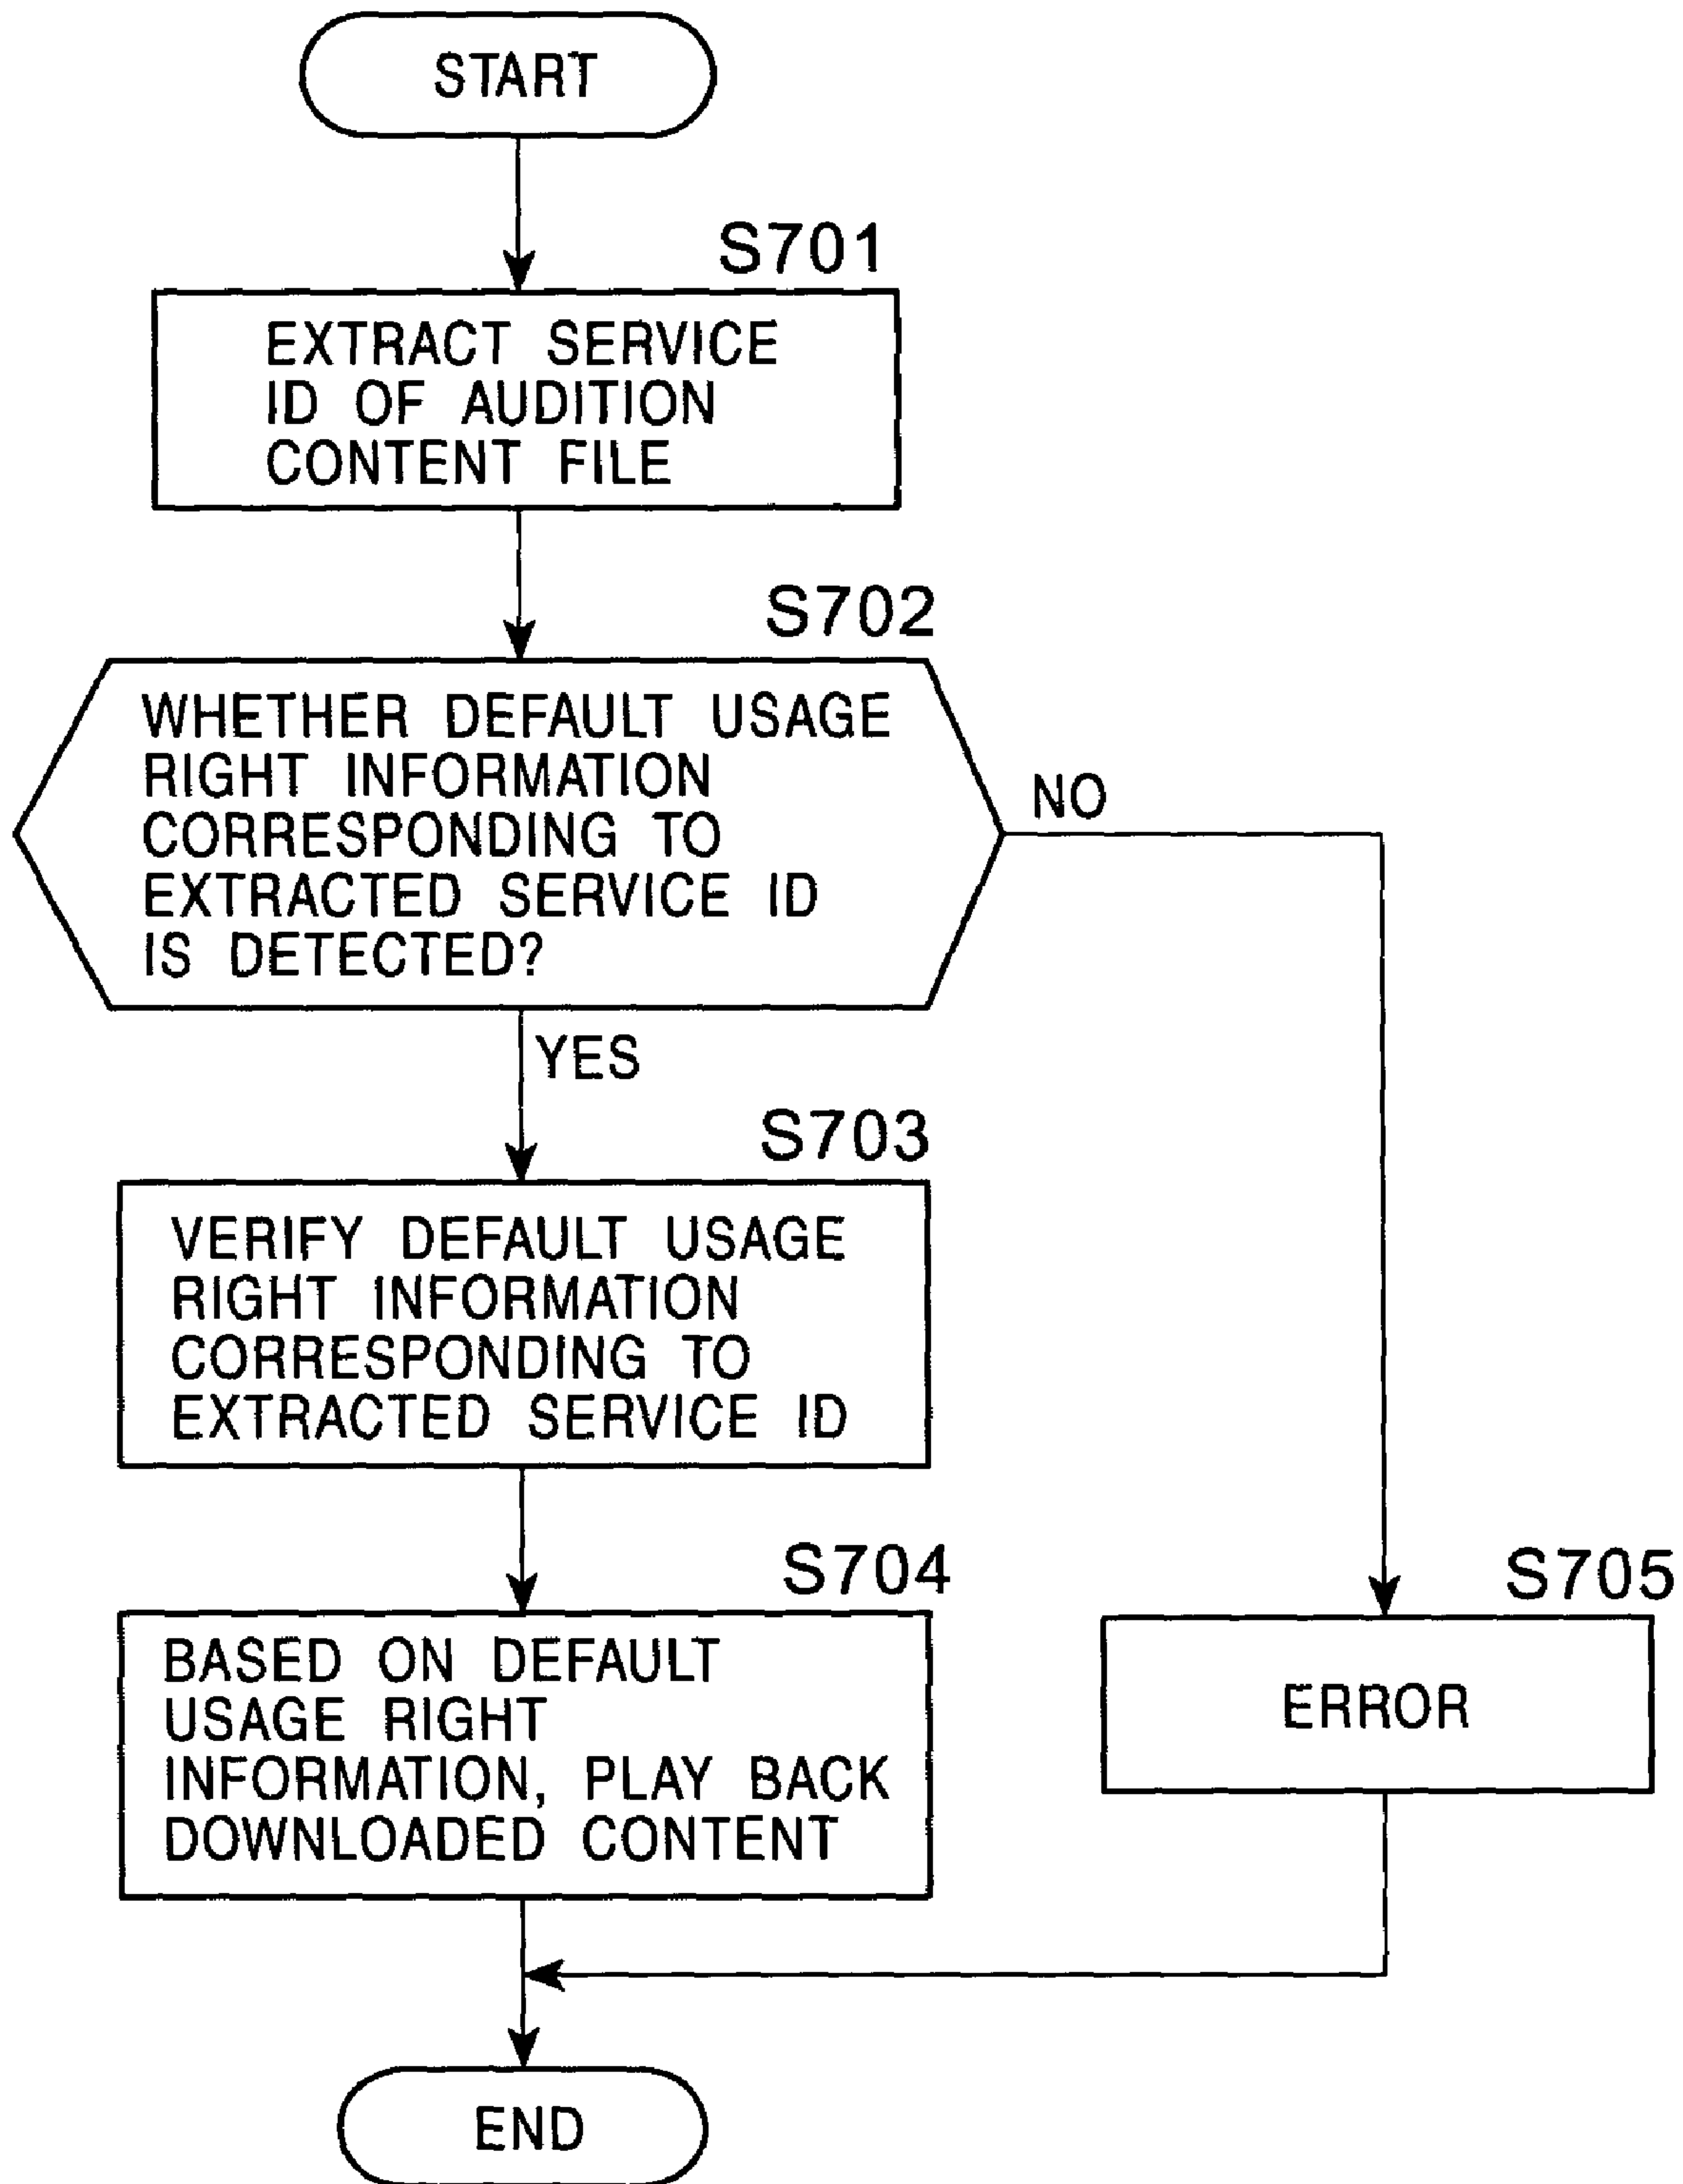 START
S701
EXTRACT SERVICE
ID OF AUDITION
CONTENT FILE
S702
WHETHER DEFAULT USAGE
RIGHT INFORMATION
CORRESPONDING TO
EXTRACTED SERVICE ID
IS DETECTED?
NO
YES
S703
VERIFY DEFAULT USAGE
RIGHT INFORMATION
CORRESPONDING TO
EXTRACTED SERVICE ID
S704
BASED ON DEFAULT
USAGE RIGHT
INFORMATION, PLAY BACK
DOWNLOADED CONTENT
S705
ERROR
END